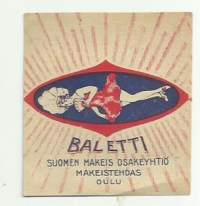 BALETTI
SUOMEN MAKEIS OSAKEYHTIÖ
MAKEISTEHDAS
OULU